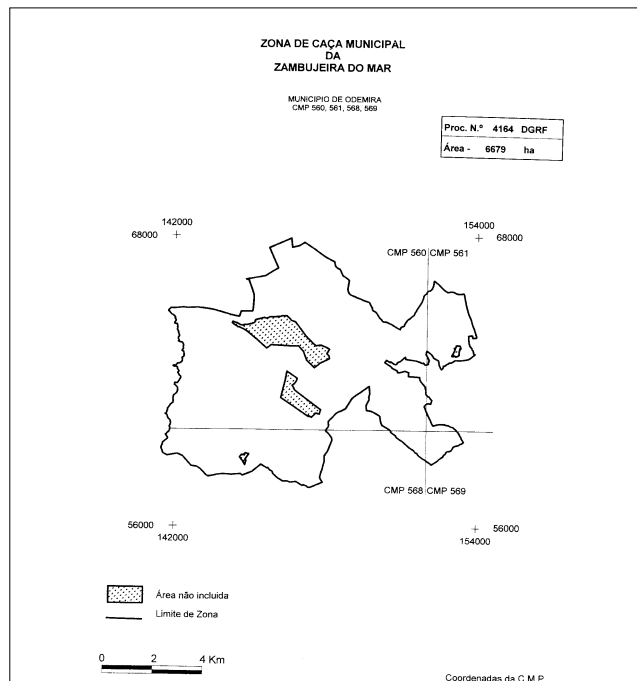 ZONA DE CAÇA MUNICIPAL
DA
ZAMBUJEIRA DO MAR
MUNICIPIO DE ODEMIRA
CMP 560, 561, 568, 569
Proc. N.º 4164 DGRF
Área - 6679 ha
142000
68000
154000
68000
CMP 560 CMP 561
CMP 568 CMP 569
56000
142000
56000
154000
Área não incluida
Limite de Zona
0 2 4 Km
Coordenadas da C.M.P.